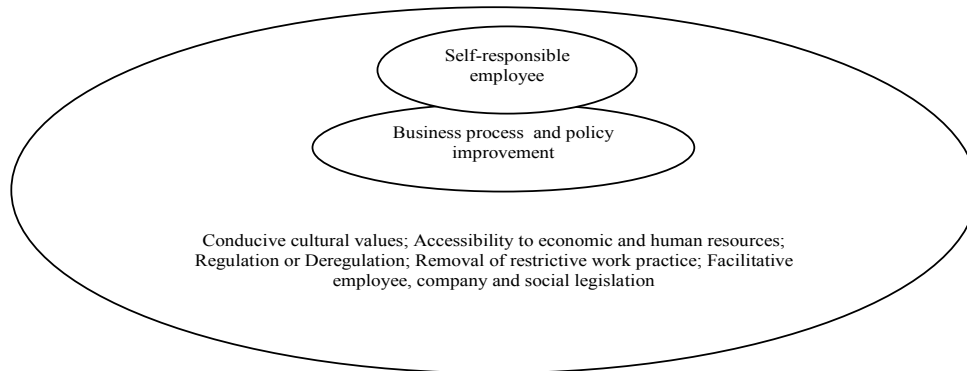 Self-responsible
employee
Business process and policy
improvement
Conducive cultural values; Accessibility to economic and human resources;
Regulation or Deregulation; Removal of restrictive work practice; Facilitative
employee, company and social legislation